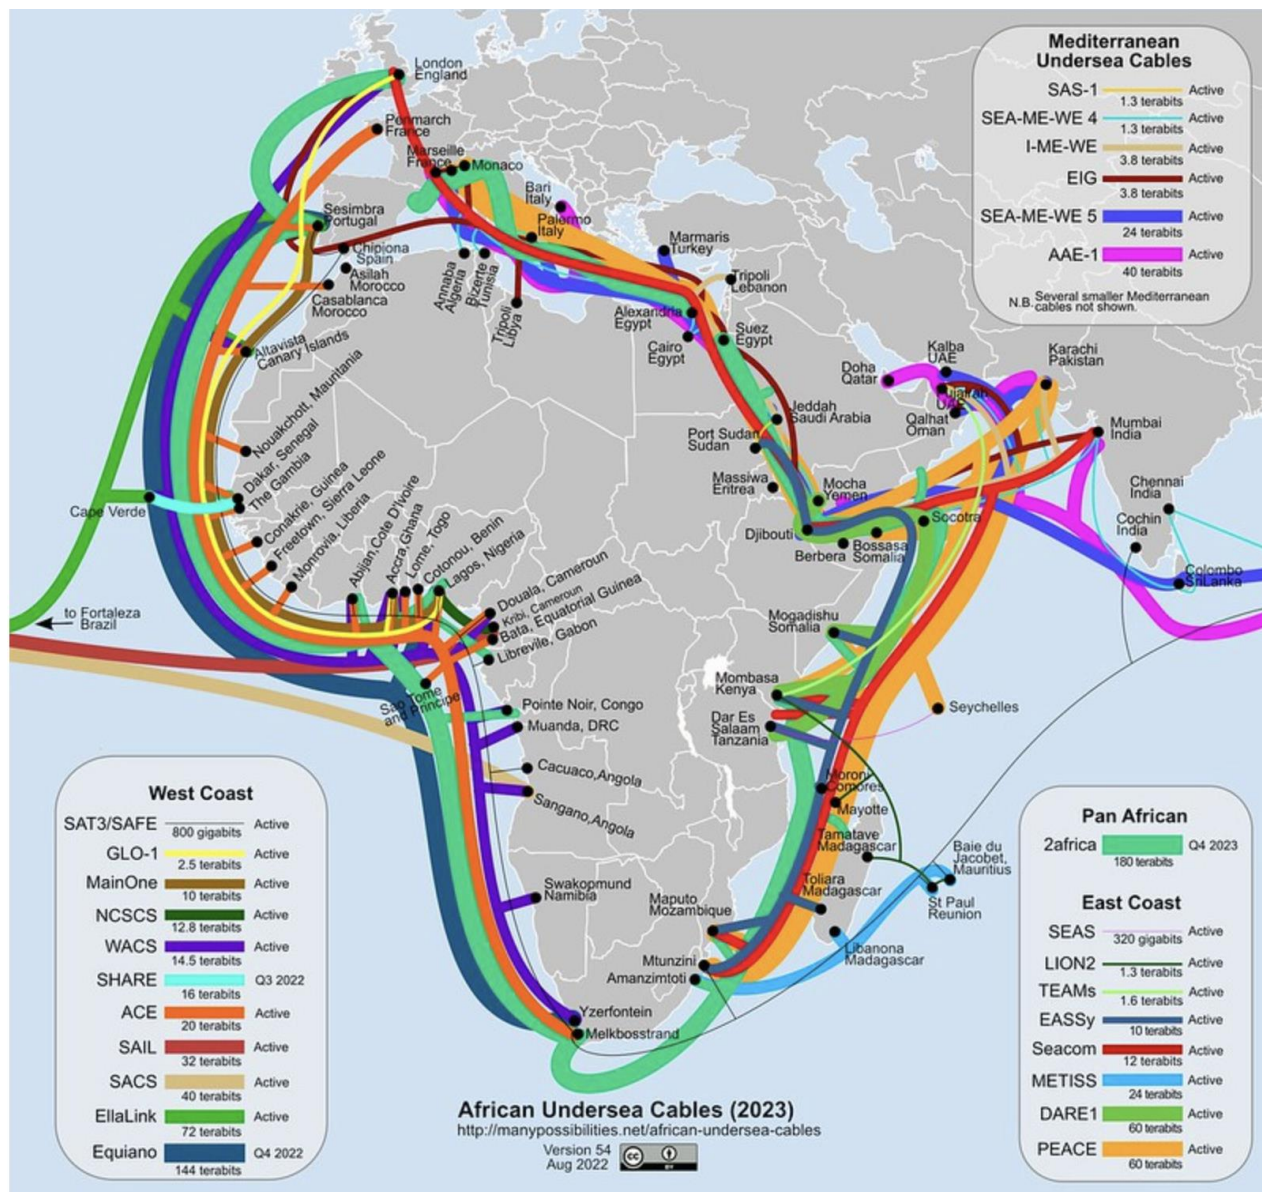 London
England
Penmarch
France
Marseille
France
Monaco
Bari
Italy
Palermo
Italy
Sesimbra
Portugal
Chipiona
Spain
Asilah
Morocco
Casablanca
Morocco
Annaba
Algeria
Bizerte
Tunisia
Tripoli
Libya
Marmaris
Turkey
Tripoli
Lebanon
Alexandria
Egypt
Cairo
Egypt
Suez
Egypt
Altavista
Canary Islands
Nouakchott, Mauritania
Dakar, Senegal
The Gambia
Cape Verde
Conakrie, Guinea
Freetown, Sierra Leone
Monrovia, Liberia
Abijan,Cote D'Ivoire
Accra,Ghana
Lome, Togo
Cotonou, Benin
Lagos, Nigeria
Douala, Cameroun
Kribi, Cameroun
Bata, Equatorial Guinea
Libreville, Gabon
Sao Tome
and Principe
to Fortaleza
Brazil
Pointe Noir, Congo
Muanda, DRC
Cacuaco,Angola
Sangano,Angola
Swakopmund
Namibia
Yzerfontein
Melkbosstrand
Doha
Qatar
Kalba
UAE
Fujairah
UAE
Qalhat
Oman
Karachi
Pakistan
Mumbai
India
Chennai
India
Cochin
India
Colombo
SriLanka
Jeddah
Saudi Arabia
Port Sudan
Sudan
Massiwa
Eritrea
Mocha
Yemen
Djibouti
Berbera
Bossasa
Somalia
Socotra
Mogadishu
Somalia
Mombasa
Kenya
Dar Es
Salaam
Tanzania
Seychelles
Moroni
Comores
Mayotte
Tamatave
Madagascar
Toliara
Madagascar
Libanona
Madagascar
Baie du
Jacobet,
Mauritius
St Paul
Reunion
Maputo
Mozambique
Mtunzini
Amanzimtoti
Mediterranean
Undersea Cables
SAS-1 Active
1.3 terabits
SEA-ME-WE 4 Active
1.3 terabits
I-ME-WE Active
3.8 terabits
EIG Active
3.8 terabits
SEA-ME-WE 5 Active
24 terabits
AAE-1 Active
40 terabits
N.B. Several smaller Mediterranean
cables not shown.
West Coast
SAT3/SAFE Active
800 gigabits
GLO-1 Active
2.5 terabits
MainOne Active
10 terabits
NCSCS Active
12.8 terabits
WACS Active
14.5 terabits
SHARE Q3 2022
16 terabits
ACE Active
20 terabits
SAIL Active
32 terabits
SACS Active
40 terabits
EllaLink Active
72 terabits
Equiano Q4 2022
144 terabits
Pan African
2africa Q4 2023
180 terabits
East Coast
SEAS Active
320 gigabits
LION2 Active
1.3 terabits
TEAMs Active
1.6 terabits
EASSy Active
10 terabits
Seacom Active
12 terabits
METISS Active
24 terabits
DARE1 Active
60 terabits
PEACE Active
60 terabits
African Undersea Cables (2023)
http://manypossibilities.net/african-undersea-cables
Version 54
Aug 2022
cc
BY